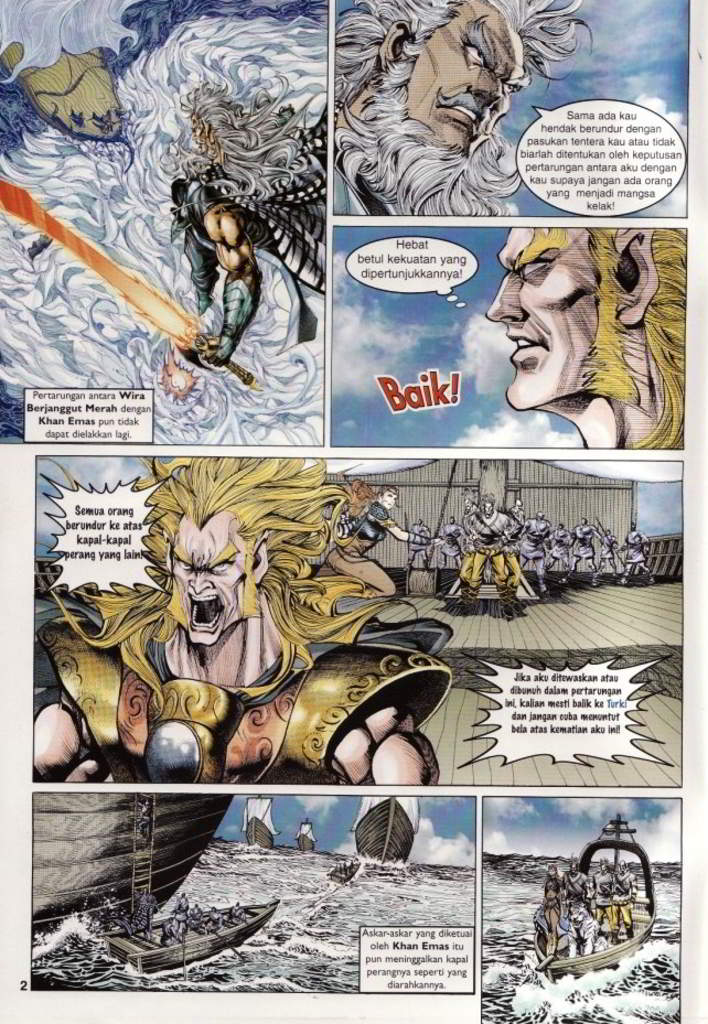 Pertarungan antara Wira
Berjanggut Merah dengan
Khan Emas pun tidak
dapat dielakkan lagi.
Sama ada kau
hendak berundur dengan
pasukan tentera kau atau tidak
biarlah ditentukan oleh keputusan
pertarungan antara aku dengan
kau supaya jangan ada orang
yang menjadi mangsa
kelak!
Hebat
betul kekuatan yang
dipertunjukkannya!
Baik!
Semua orang
berundur ke atas
kapal-kapal
perang yang lain!
Jika aku ditewaskan atau
dibunuh dalam pertarungan
ini, kalian mesti balik ke Turki
dan jangan cuba menuntut
bela atas kematian aku ini!
Askar-askar yang diketuai
oleh Khan Emas itu
pun meninggalkan kapal
perangnya seperti yang
diarahkannya.
2